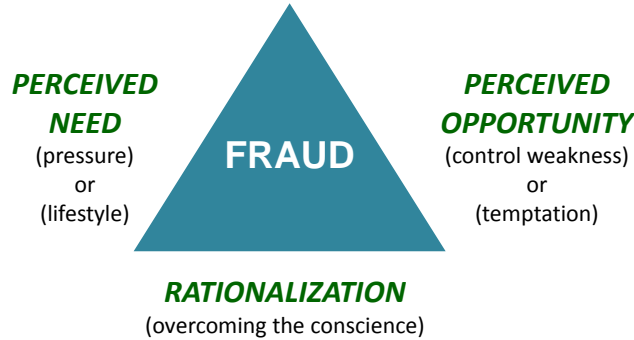 PERCEIVED
NEED
(pressure)
or
(lifestyle)
FRAUD
PERCEIVED
OPPORTUNITY
(control weakness)
or
(temptation)
RATIONALIZATION
(overcoming the conscience)